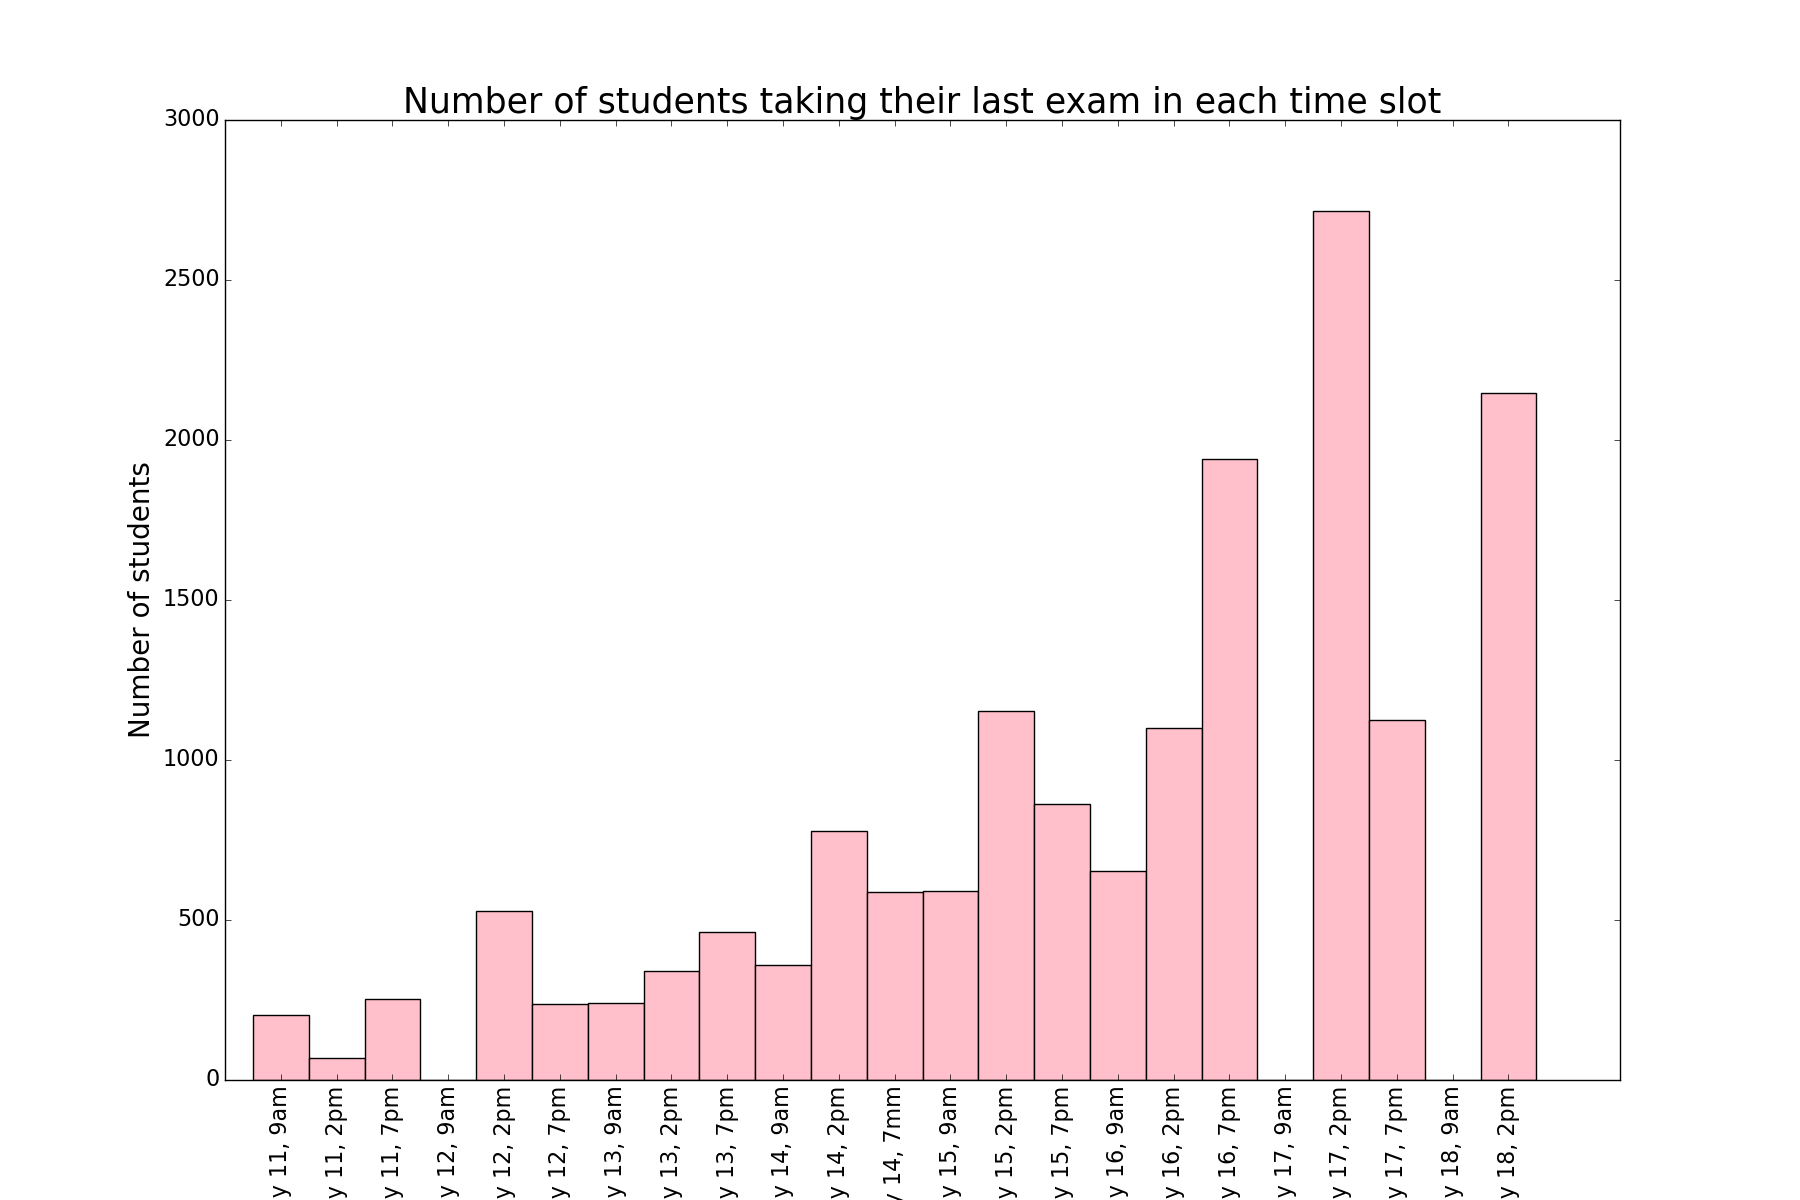 Number of students taking their last exam in each time slot
3000
2500
2000
1500
1000
500
0
Number of students
y 11, 9am
y 11, 2pm
y 11, 7pm
y 12, 9am
y 12, 2pm
y 12, 7pm
y 13, 9am
y 13, 2pm
y 13, 7pm
y 14, 9am
y 14, 2pm
y 14, 7mm
y 15, 9am
y 15, 2pm
y 15, 7pm
y 16, 9am
y 16, 2pm
y 16, 7pm
y 17, 9am
y 17, 2pm
y 17, 7pm
y 18, 9am
y 18, 2pm